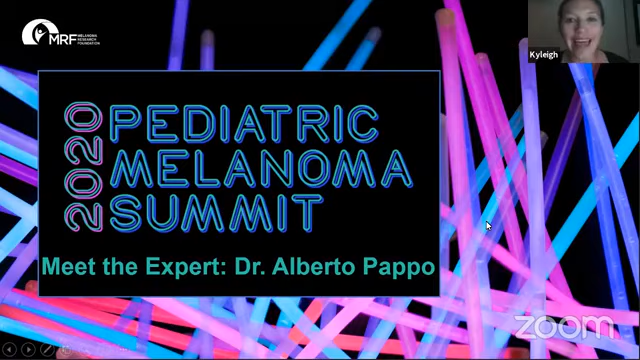 MRF MELANOMA
RESEARCH
FOUNDATION
Kyleigh
2020 PEDIATRIC
MELANOMA
SUMMIT
Meet the Expert: Dr. Alberto Pappo
zoom